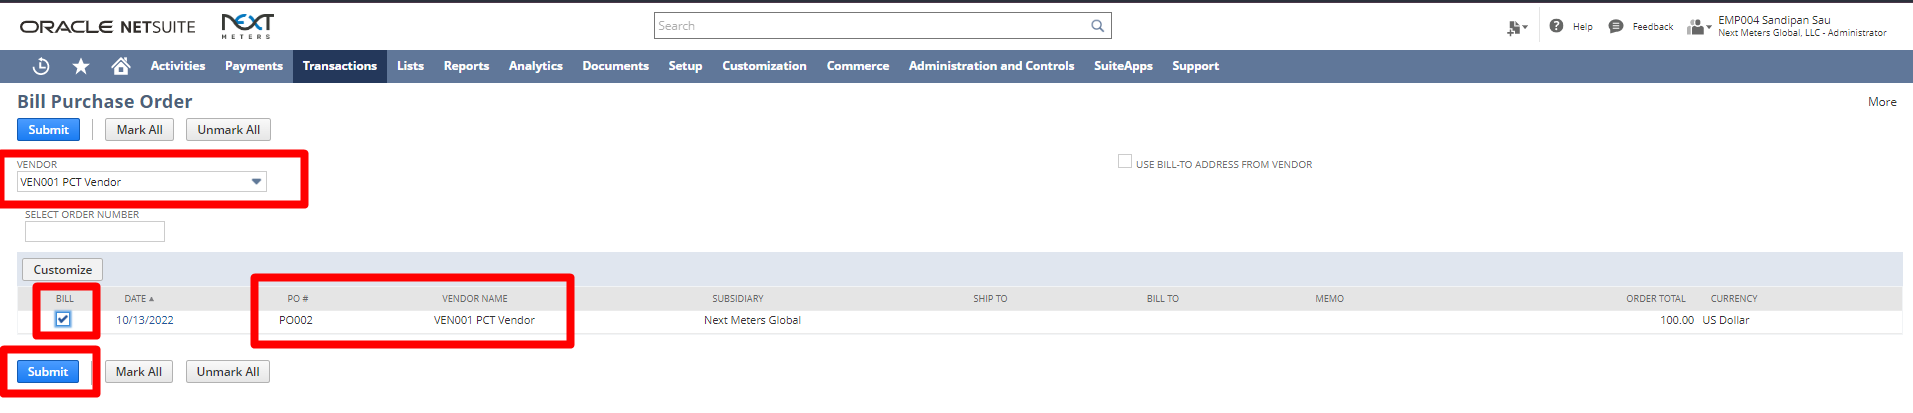 ORACLE NETSUITE NEXT METERS Search Help Feedback EMP004 Sandipan Sau
Next Meters Global, LLC - Administrator
Activities Payments Transactions Lists Reports Analytics Documents Setup Customization Commerce Administration and Controls SuiteApps Support
Bill Purchase Order More
Submit Mark All Unmark All
VENDOR USE BILL-TO ADDRESS FROM VENDOR
VEN001 PCT Vendor
SELECT ORDER NUMBER
Customize
BILL DATE PO # VENDOR NAME SUBSIDIARY SHIP TO BILL TO MEMO ORDER TOTAL CURRENCY
10/13/2022 PO002 VEN001 PCT Vendor Next Meters Global 100.00 US Dollar
Submit Mark All Unmark All